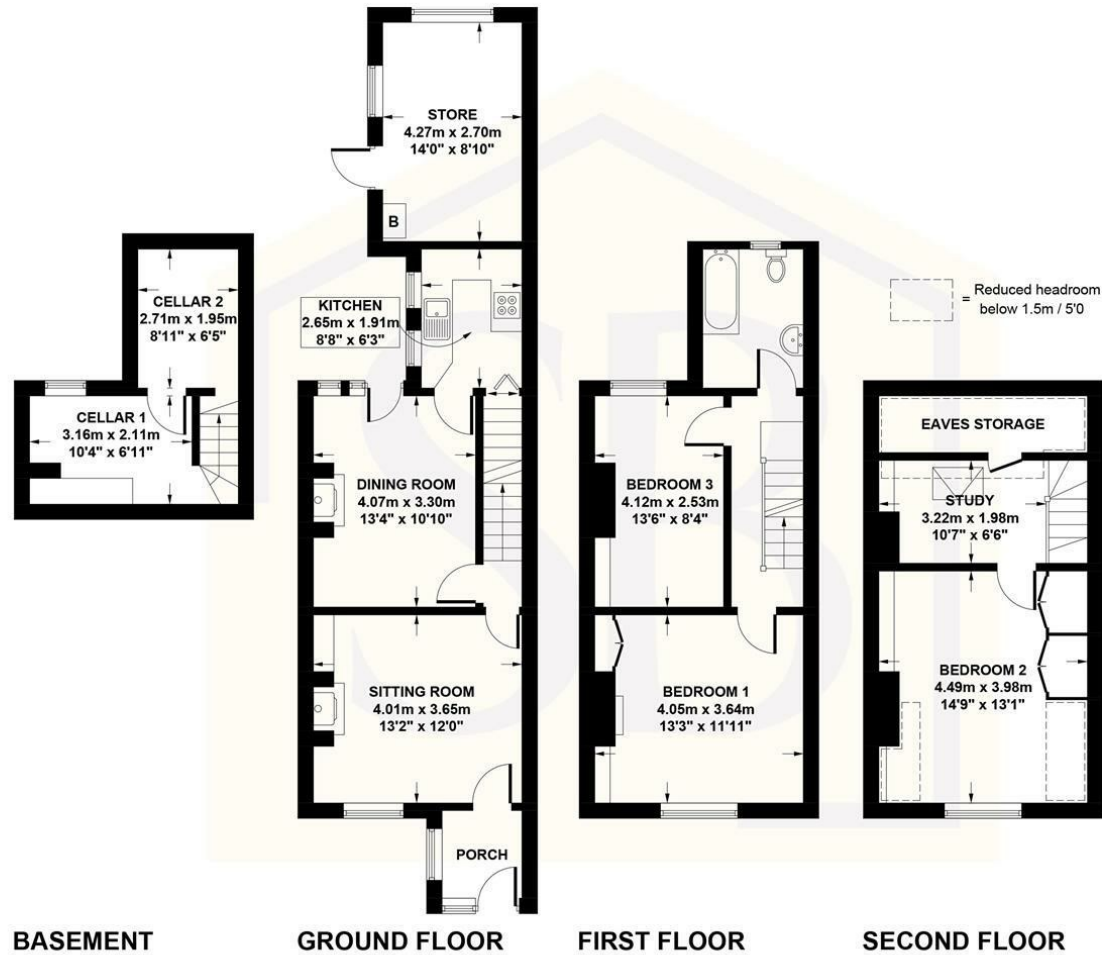 STORE
4.27m x 2.70m
14'0" x 8'10"
B
CELLAR 2
2.71m x 1.95m
8'11" x 6'5"
KITCHEN
2.65m x 1.91m
8'8" x 6'3"
= Reduced headroom
below 1.5m / 5'0
CELLAR 1
3.16m x 2.11m
10'4" x 6'11"
DINING ROOM
4.07m x 3.30m
13'4" x 10'10"
BEDROOM 3
4.12m x 2.53m
13'6" x 8'4"
EAVES STORAGE
STUDY
3.22m x 1.98m
10'7" x 6'6"
SITTING ROOM
4.01m x 3.65m
13'2" x 12'0"
BEDROOM 1
4.05m x 3.64m
13'3" x 11'11"
BEDROOM 2
4.49m x 3.98m
14'9" x 13'1"
PORCH
SB
BASEMENT
GROUND FLOOR
FIRST FLOOR
SECOND FLOOR